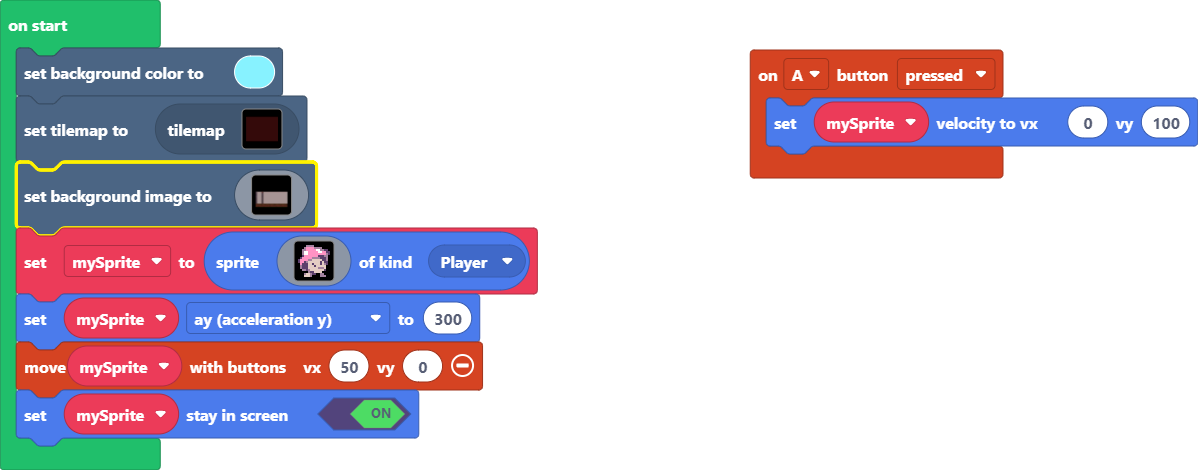 on start
set background color to
set tilemap to tilemap
set background image to
set mySprite to sprite of kind Player
set mySprite ay (acceleration y) to 300
move mySprite with buttons vx 50 vy 0
set mySprite stay in screen ON
on A button pressed
set mySprite velocity to vx 0 vy 100